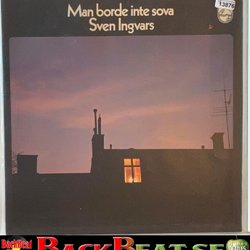 Man borde inte sova
Sven Ingvars
13876
BACKBEAT.SE